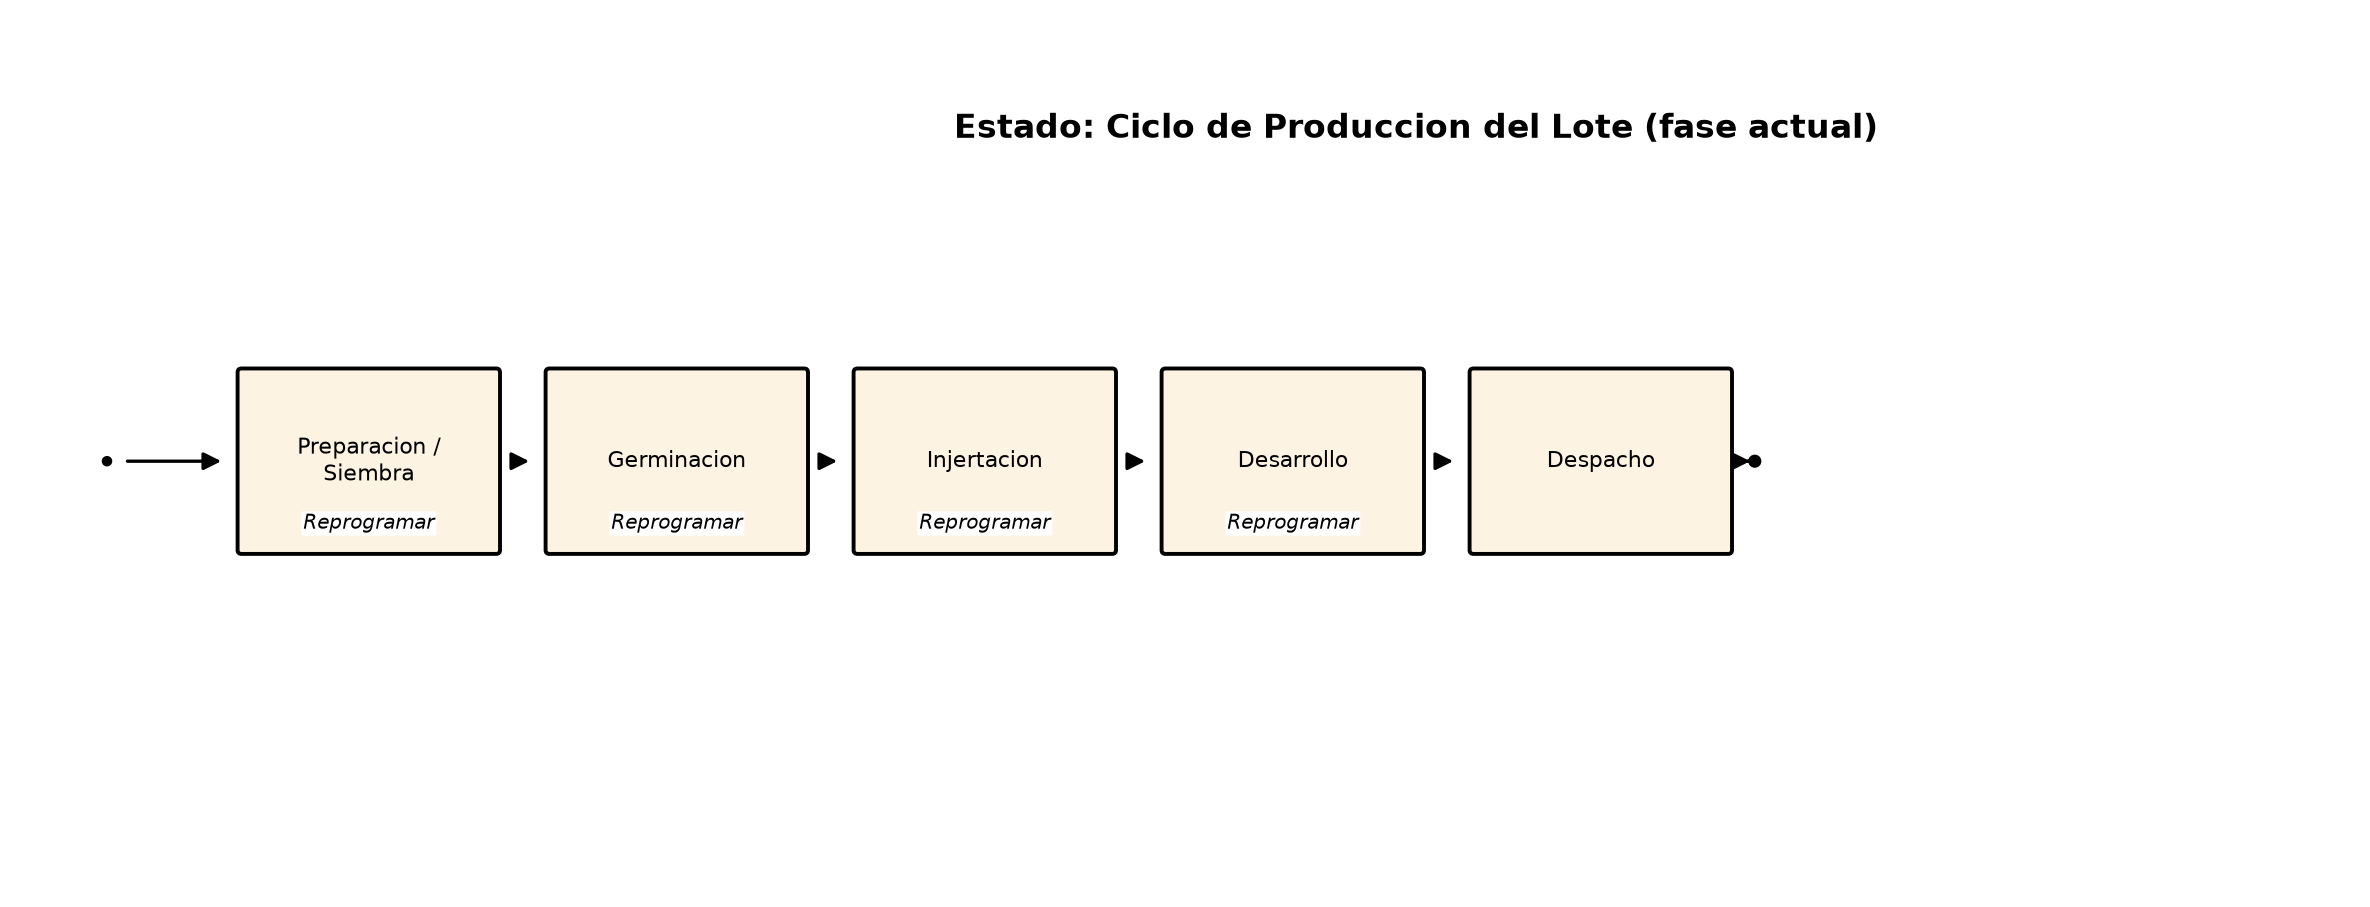 Estado: Ciclo de Produccion del Lote (fase actual)
Preparacion /
Siembra
Reprogramar
Germinacion
Reprogramar
Injertacion
Reprogramar
Desarrollo
Reprogramar
Despacho